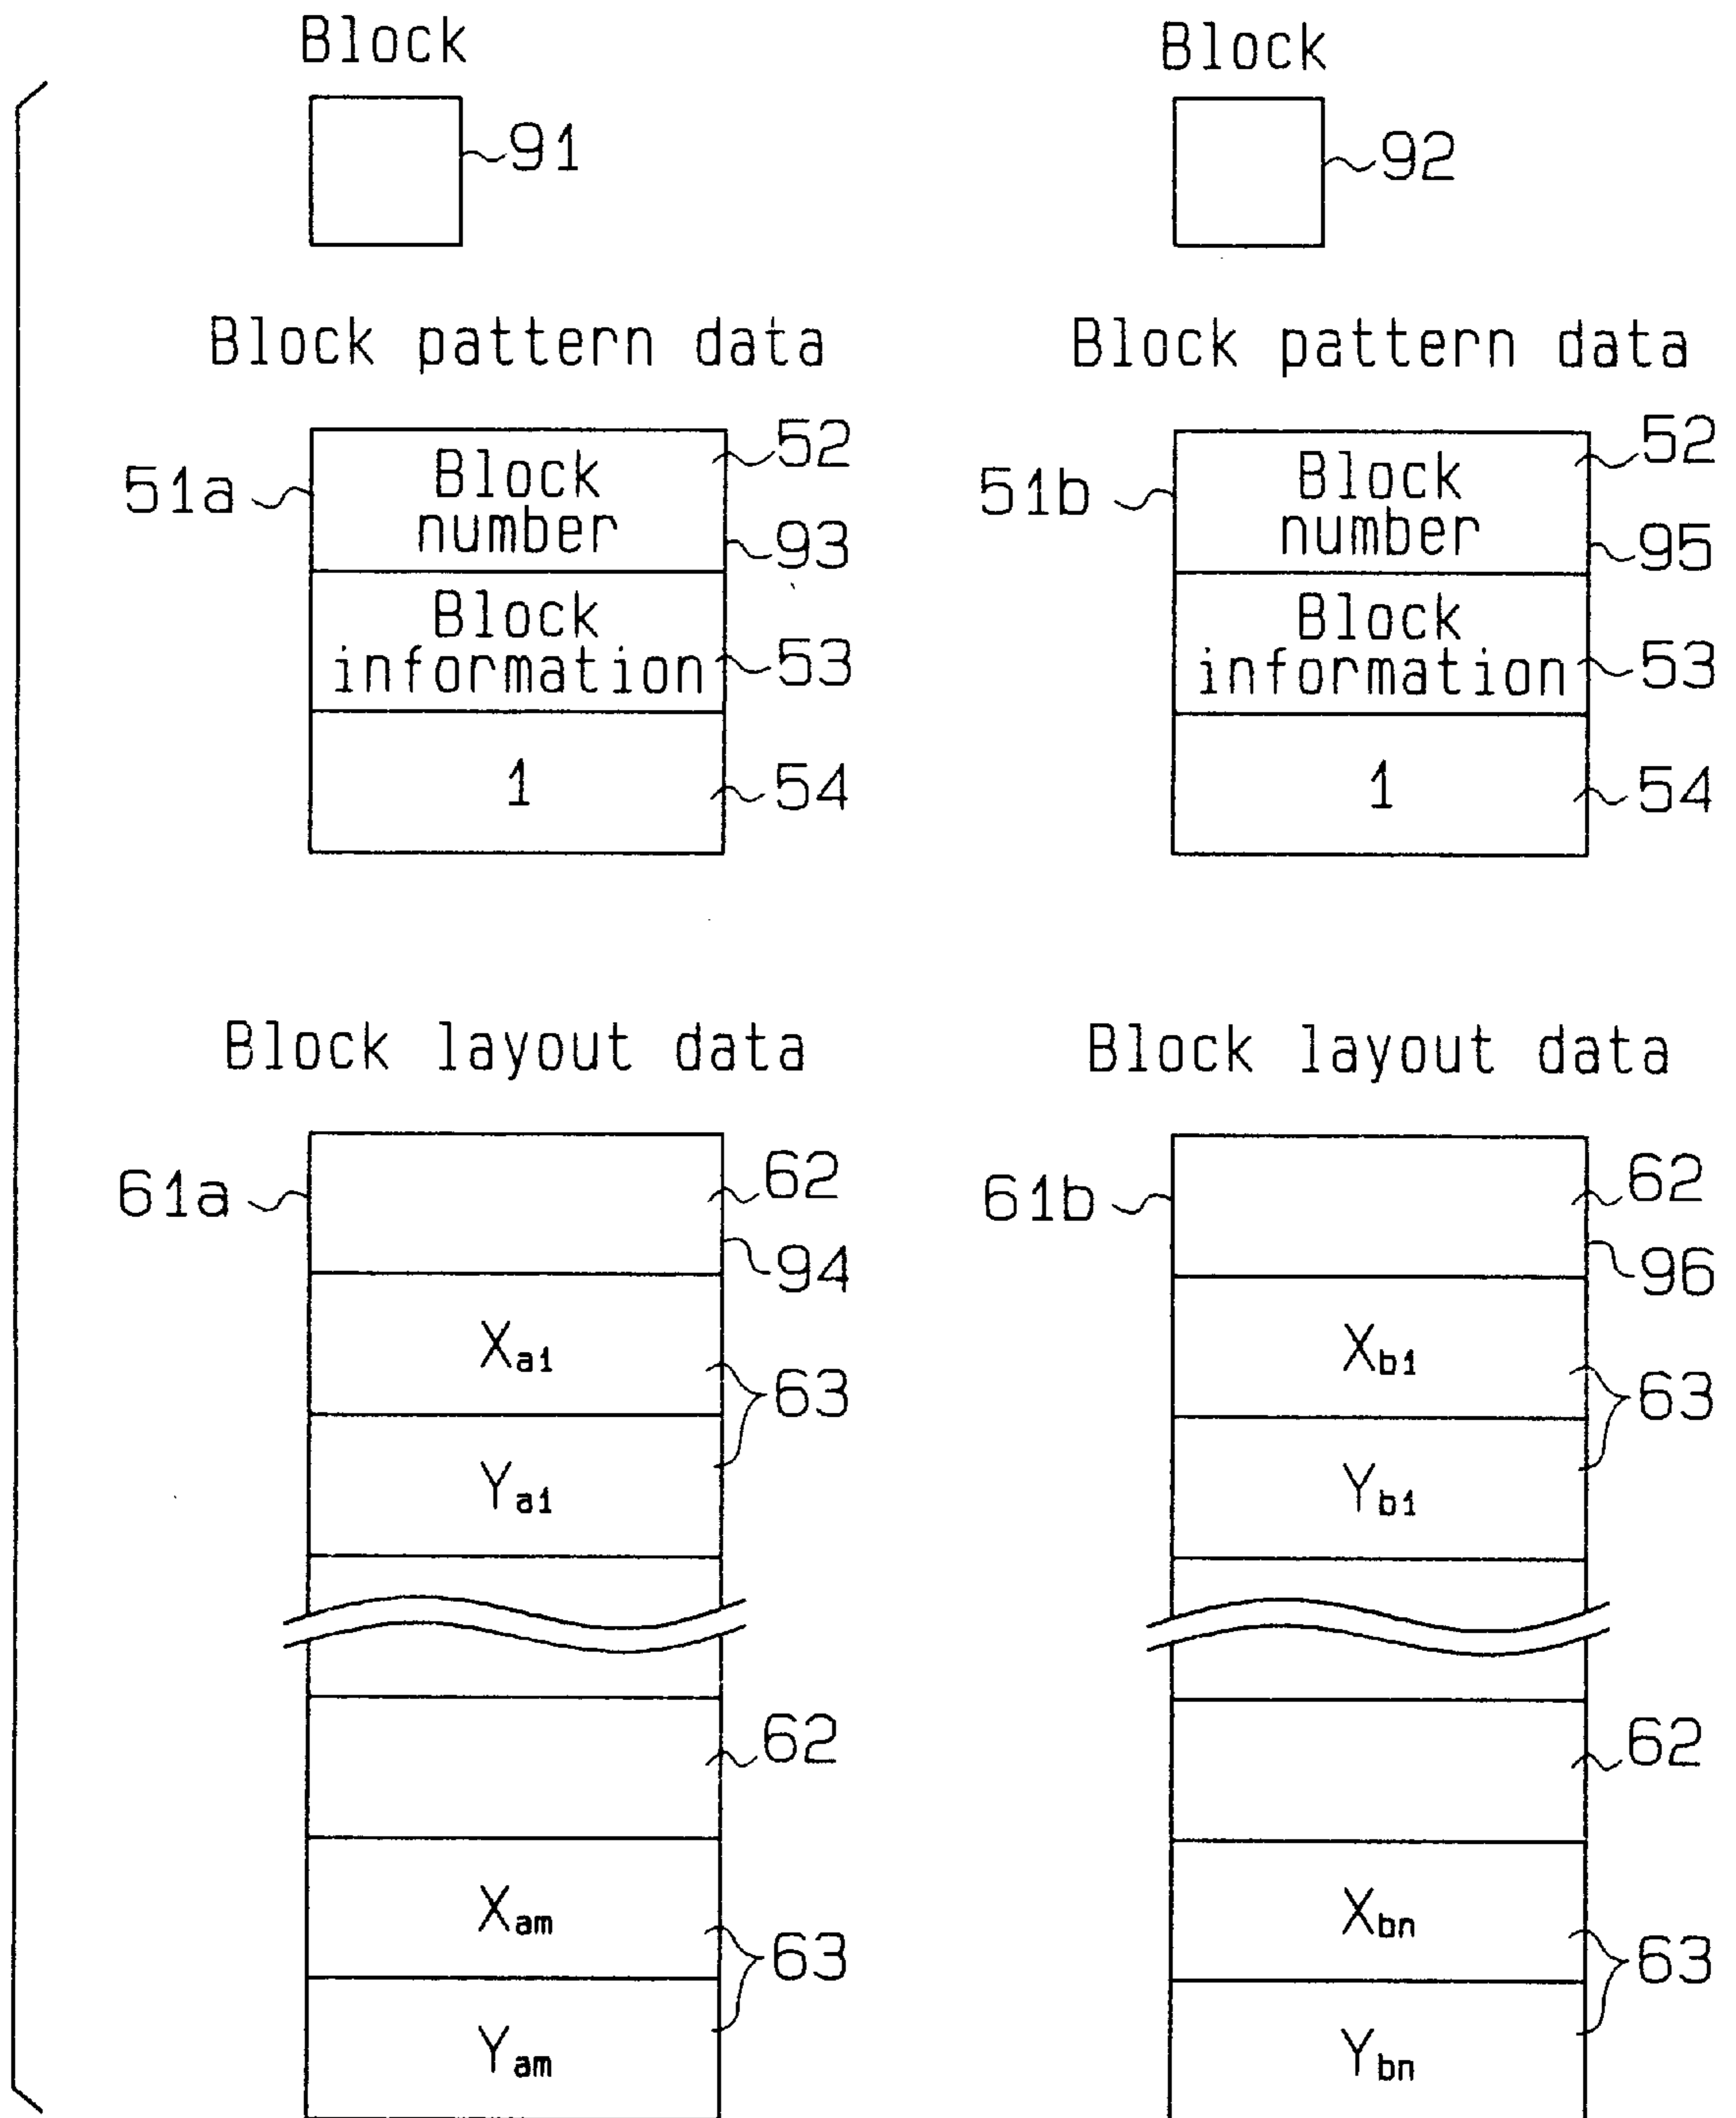 Block
91
Block pattern data
51a
Block
number
52
93
Block
information
53
1
54
Block layout data
61a
62
94
Xa1
63
Ya1
62
Xam
63
Yam
Block
92
Block pattern data
51b
Block
number
52
95
Block
information
53
1
54
Block layout data
61b
62
96
Xb1
63
Yb1
62
Xbn
63
Ybn